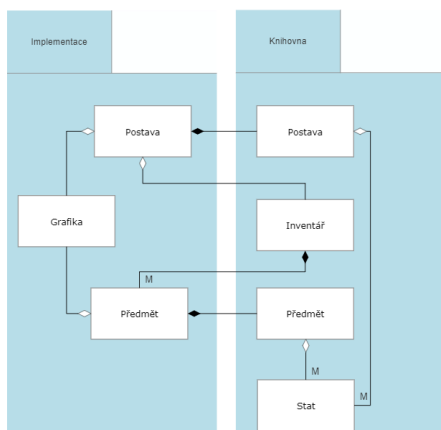 Implementace
Knihovna
Postava
Postava
Grafika
Inventář
M
Předmět
Předmět
M
M
Stat